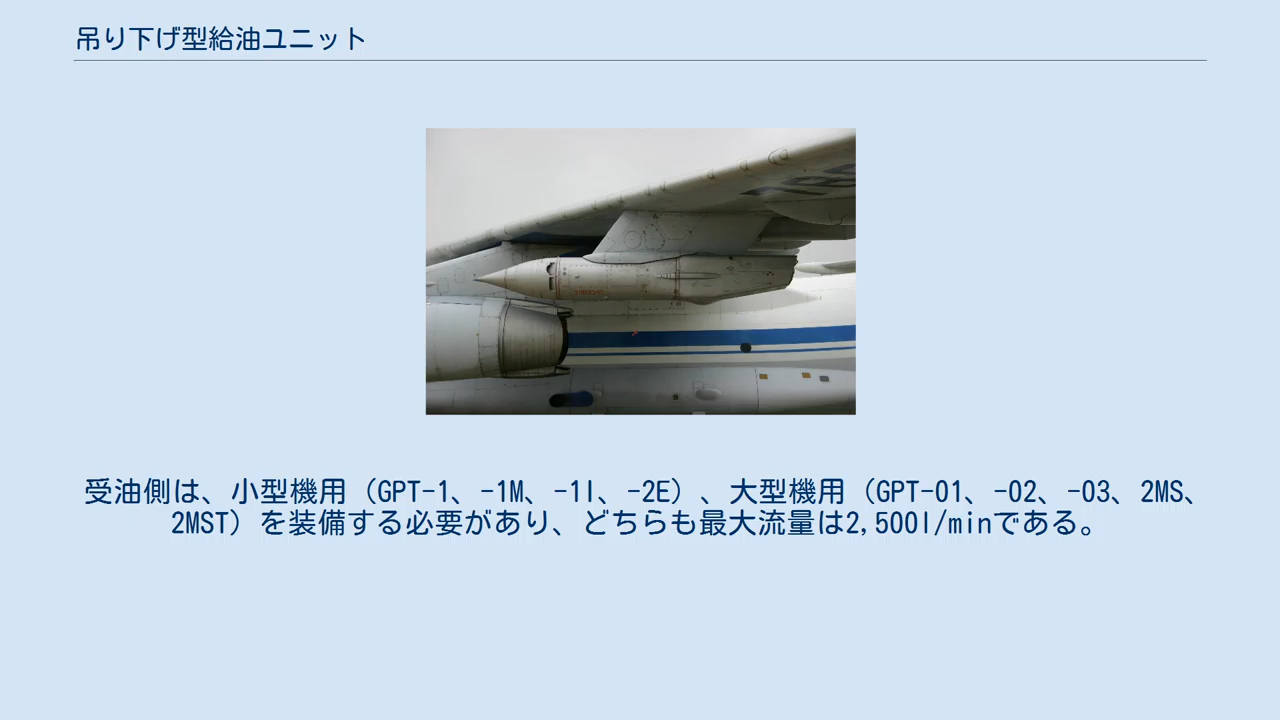 吊り下げ型給油ユニット
受油側は、小型機用（GPT-1、-1M、-1I、-2E）、大型機用（GPT-01、-02、-03、2MS、
2MST）を装備する必要があり、どちらも最大流量は2,500l/minである。